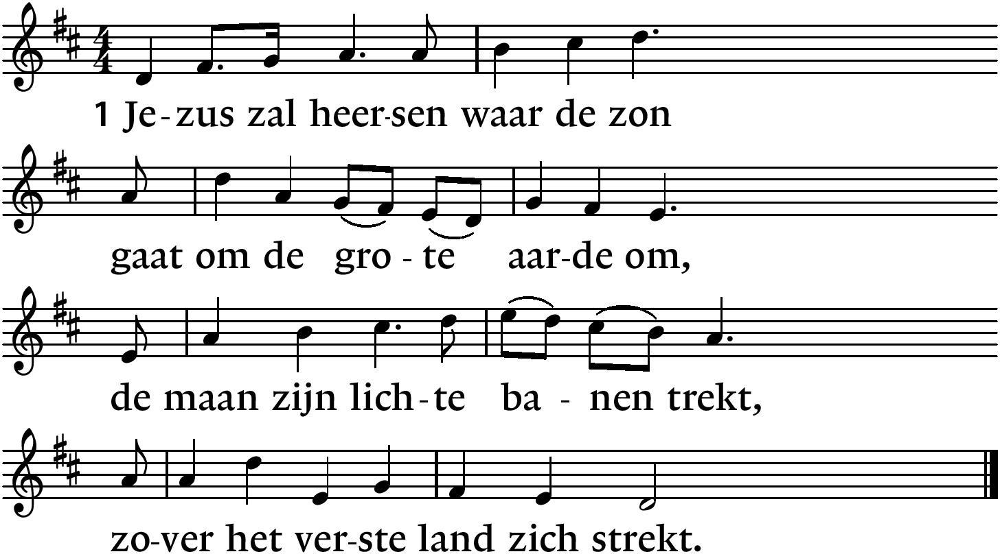 1 Je-zus zal heer-sen waar de zon
gaat om de gro - te aar-de om,
de maan zijn lich-te ba - nen trekt,
zo-ver het ver-ste land zich strekt.